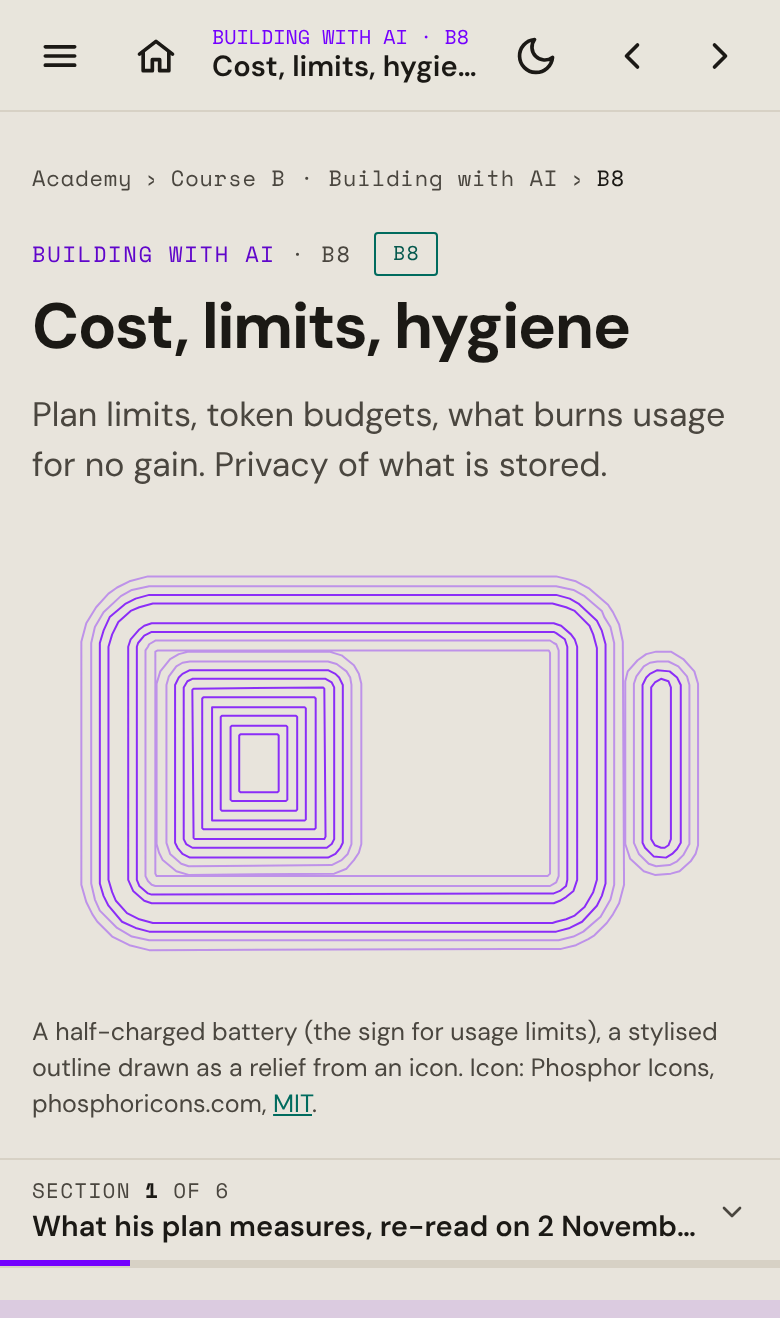 BUILDING WITH AI · B8
Cost, limits, hygie...
Academy › Course B · Building with AI › B8
BUILDING WITH AI · B8 B8
Cost, limits, hygiene
Plan limits, token budgets, what burns usage
for no gain. Privacy of what is stored.
A half-charged battery (the sign for usage limits), a stylised
outline drawn as a relief from an icon. Icon: Phosphor Icons,
phosphoricons.com, MIT.
SECTION 1 OF 6
What his plan measures, re-read on 2 Novemb...